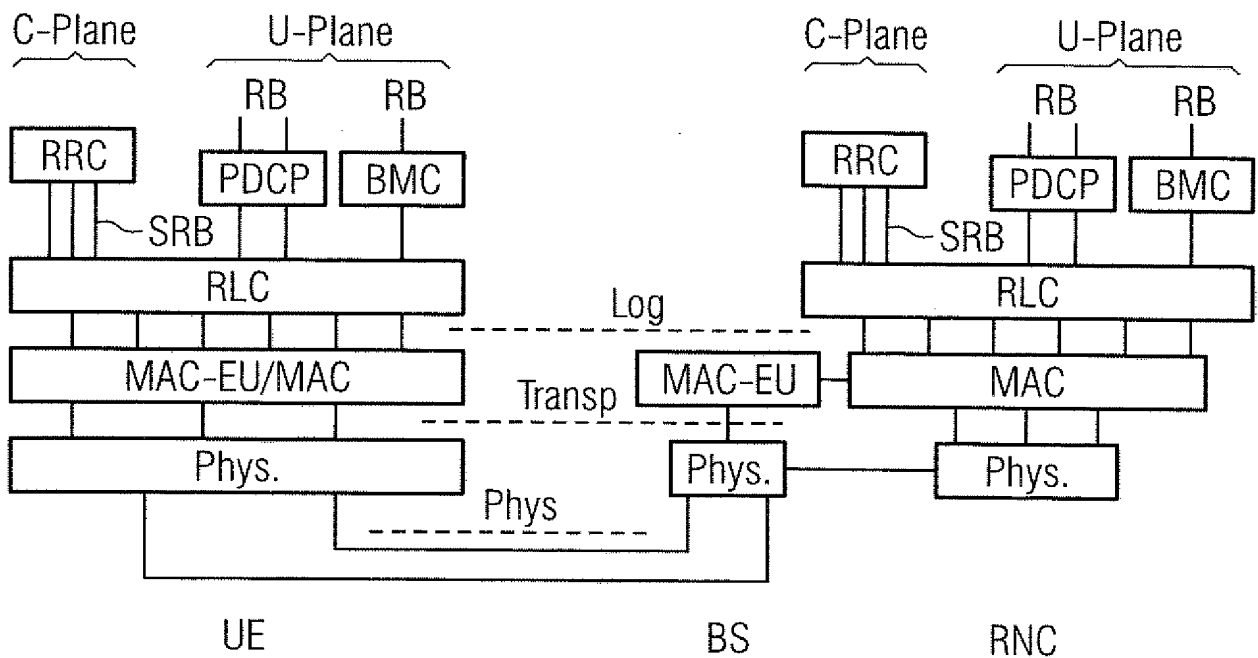 C-Plane U-Plane C-Plane U-Plane
RB RB RB RB
RRC PDCP BMC RRC PDCP BMC
SRB SRB
RLC Log RLC
MAC-EU/MAC Transp MAC-EU MAC
Phys. Phys. Phys.
Phys
UE BS RNC